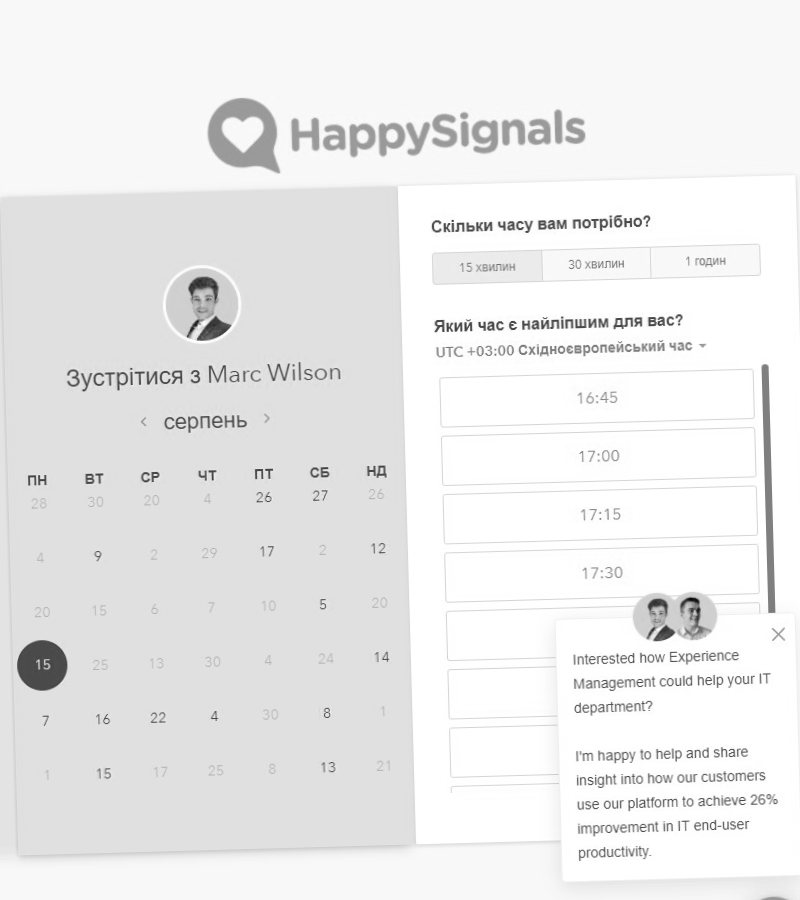 HappySignals
Зустрітися з Marc Wilson
серпень
ПН ВТ СР ЧТ ПТ СБ НД
28 30 20 4 26 27 26
4 9 2 29 17 2 12
20 15 6 7 10 5 20
15 25 13 30 4 24 14
7 16 22 4 30 8 1
1 15 17 25 8 13 21
Скільки часу вам потрібно?
15 хвилин 30 хвилин 1 годин
Який час є найліпшим для вас?
UTC +03:00 Східноєвропейський час
16:45
17:00
17:15
17:30
Interested how Experience
Management could help your IT
department?
I'm happy to help and share
insight into how our customers
use our platform to achieve 26%
improvement in IT end-user
productivity.